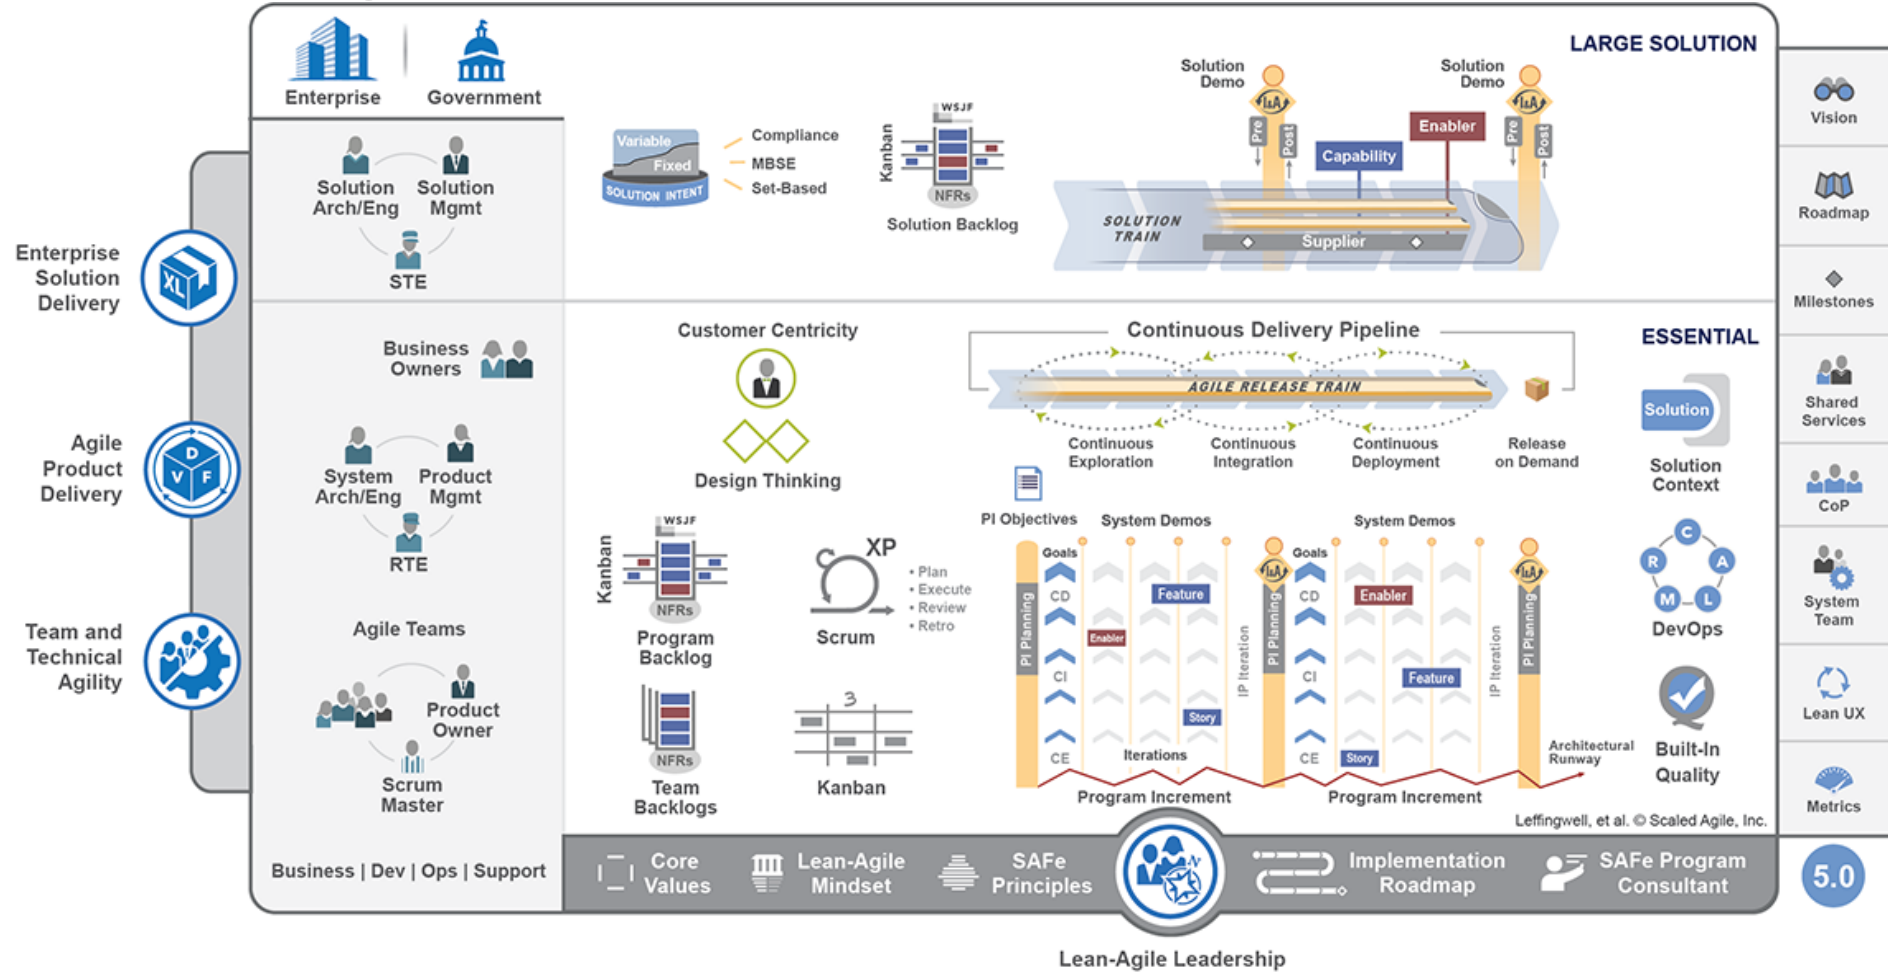 Enterprise
Government
LARGE SOLUTION
Solution
Arch/Eng
Solution
Mgmt
STE
Variable
Fixed
SOLUTION INTENT
Compliance
MBSE
Set-Based
Kanban
WSJF
NFRs
Solution Backlog
Solution
Demo
I&A
Pre
Post
Capability
Enabler
Solution
Demo
I&A
Pre
Post
SOLUTION
TRAIN
Supplier
Enterprise
Solution
Delivery
XL
Agile
Product
Delivery
D
V
F
Team and
Technical
Agility
Business
Owners
System
Arch/Eng
Product
Mgmt
RTE
Agile Teams
Product
Owner
Scrum
Master
Business | Dev | Ops | Support
ESSENTIAL
Customer Centricity
Design Thinking
Continuous Delivery Pipeline
AGILE RELEASE TRAIN
Continuous
Exploration
Continuous
Integration
Continuous
Deployment
Release
on Demand
Kanban
WSJF
NFRs
Program
Backlog
XP
• Plan
• Execute
• Review
• Retro
Scrum
NFRs
Team
Backlogs
3
Kanban
PI Objectives
System Demos
System Demos
PI Planning
Goals
CD
CI
CE
Enabler
Feature
Story
Iterations
IP Iteration
I&A
PI Planning
Goals
CD
CI
CE
Enabler
Feature
Story
IP Iteration
I&A
PI Planning
Program Increment
Program Increment
Architectural
Runway
Solution
Solution
Context
C
R
A
M
L
DevOps
Built-In
Quality
Leffingwell, et al. © Scaled Agile, Inc.
Vision
Roadmap
Milestones
Shared
Services
CoP
System
Team
Lean UX
Metrics
5.0
Core
Values
Lean-Agile
Mindset
SAFe
Principles
N
Implementation
Roadmap
SAFe Program
Consultant
Lean-Agile Leadership